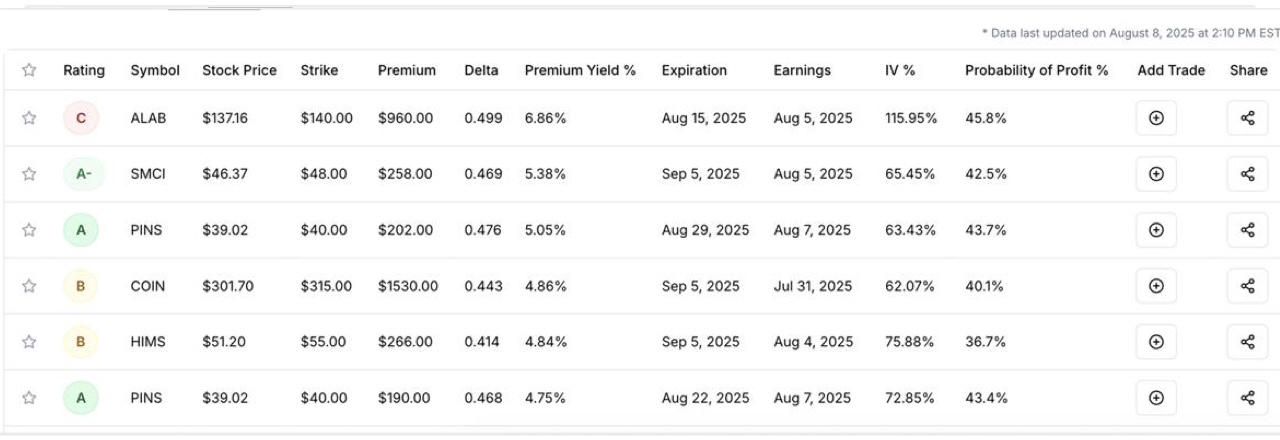 * Data last updated on August 8, 2025 at 2:10 PM EST
Rating Symbol Stock Price Strike Premium Delta Premium Yield % Expiration Earnings IV % Probability of Profit % Add Trade Share
C ALAB $137.16 $140.00 $960.00 0.499 6.86% Aug 15, 2025 Aug 5, 2025 115.95% 45.8%
A- SMCI $46.37 $48.00 $258.00 0.469 5.38% Sep 5, 2025 Aug 5, 2025 65.45% 42.5%
A PINS $39.02 $40.00 $202.00 0.476 5.05% Aug 29, 2025 Aug 7, 2025 63.43% 43.7%
B COIN $301.70 $315.00 $1530.00 0.443 4.86% Sep 5, 2025 Jul 31, 2025 62.07% 40.1%
B HIMS $51.20 $55.00 $266.00 0.414 4.84% Sep 5, 2025 Aug 4, 2025 75.88% 36.7%
A PINS $39.02 $40.00 $190.00 0.468 4.75% Aug 22, 2025 Aug 7, 2025 72.85% 43.4%